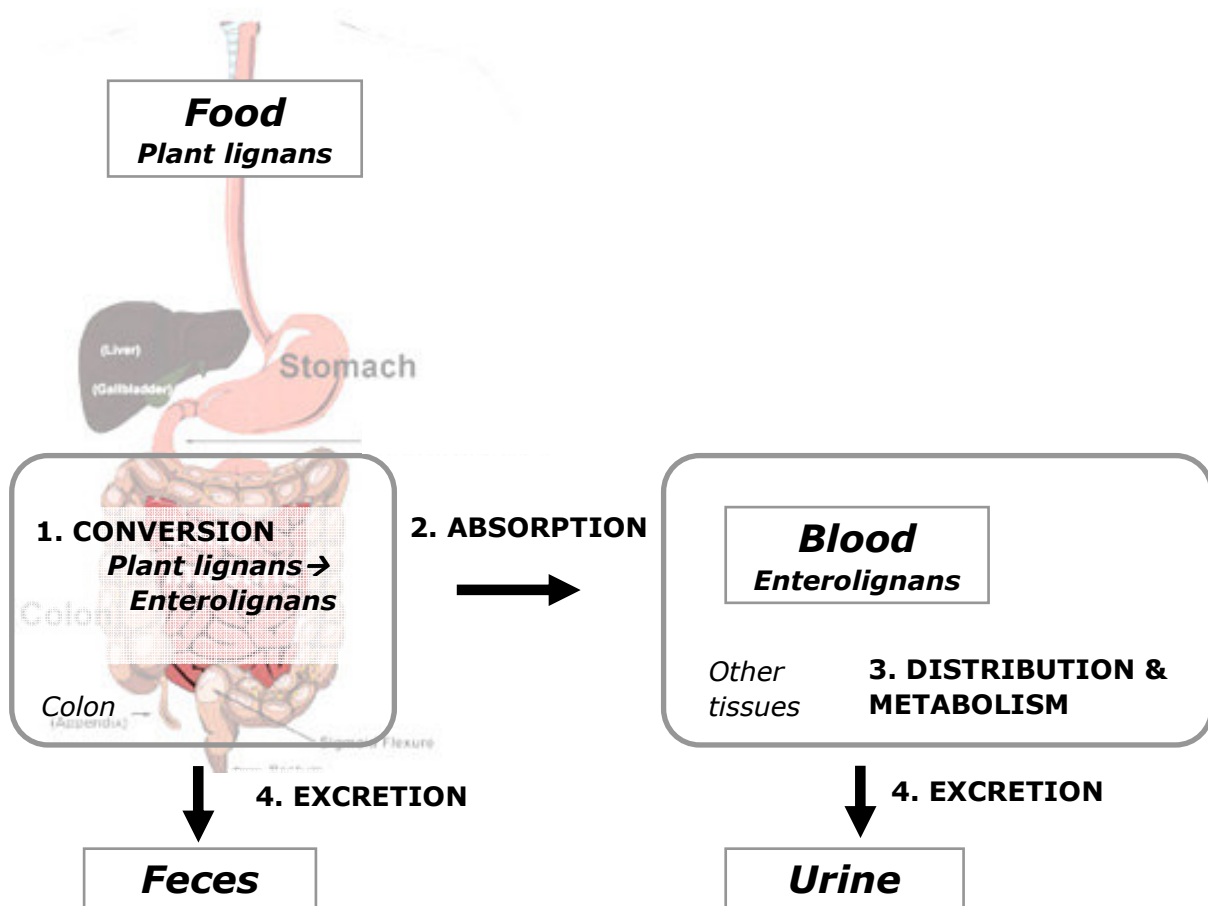 Food
Plant lignans
(Liver)
(Gallbladder)
Stomach
1. CONVERSION
Plant lignans→
Enterolignans
Colon
Colon
(Appendix)
Sigmoid Flexure
2. ABSORPTION
Blood
Enterolignans
Other
tissues
3. DISTRIBUTION &
METABOLISM
4. EXCRETION
4. EXCRETION
Feces
Urine